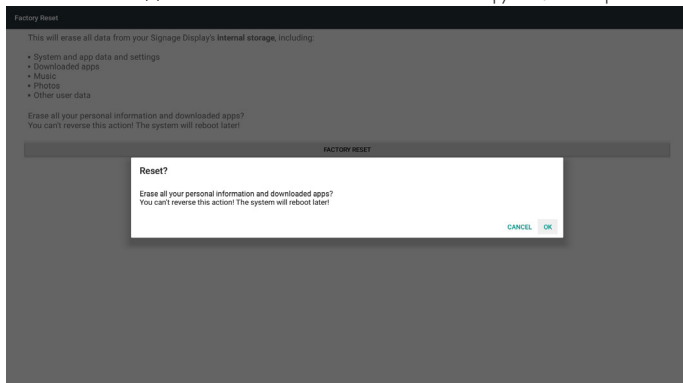 Factory Reset
This will erase all data from your Signage Display's Internal storage, including:
• System and app data and settings
• Downloaded apps
• Music
• Photos
• Other user data
Erase all your personal information and downloaded apps?
You can't reverse this action! The system will reboot later!
FACTORY RESET
Reset?
Erase all your personal information and downloaded apps?
You can't reverse this action! The system will reboot later!
CANCEL OK